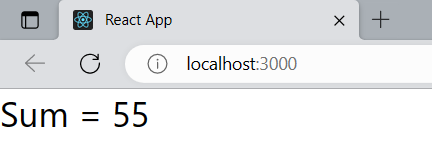 React App
localhost:3000
Sum = 55